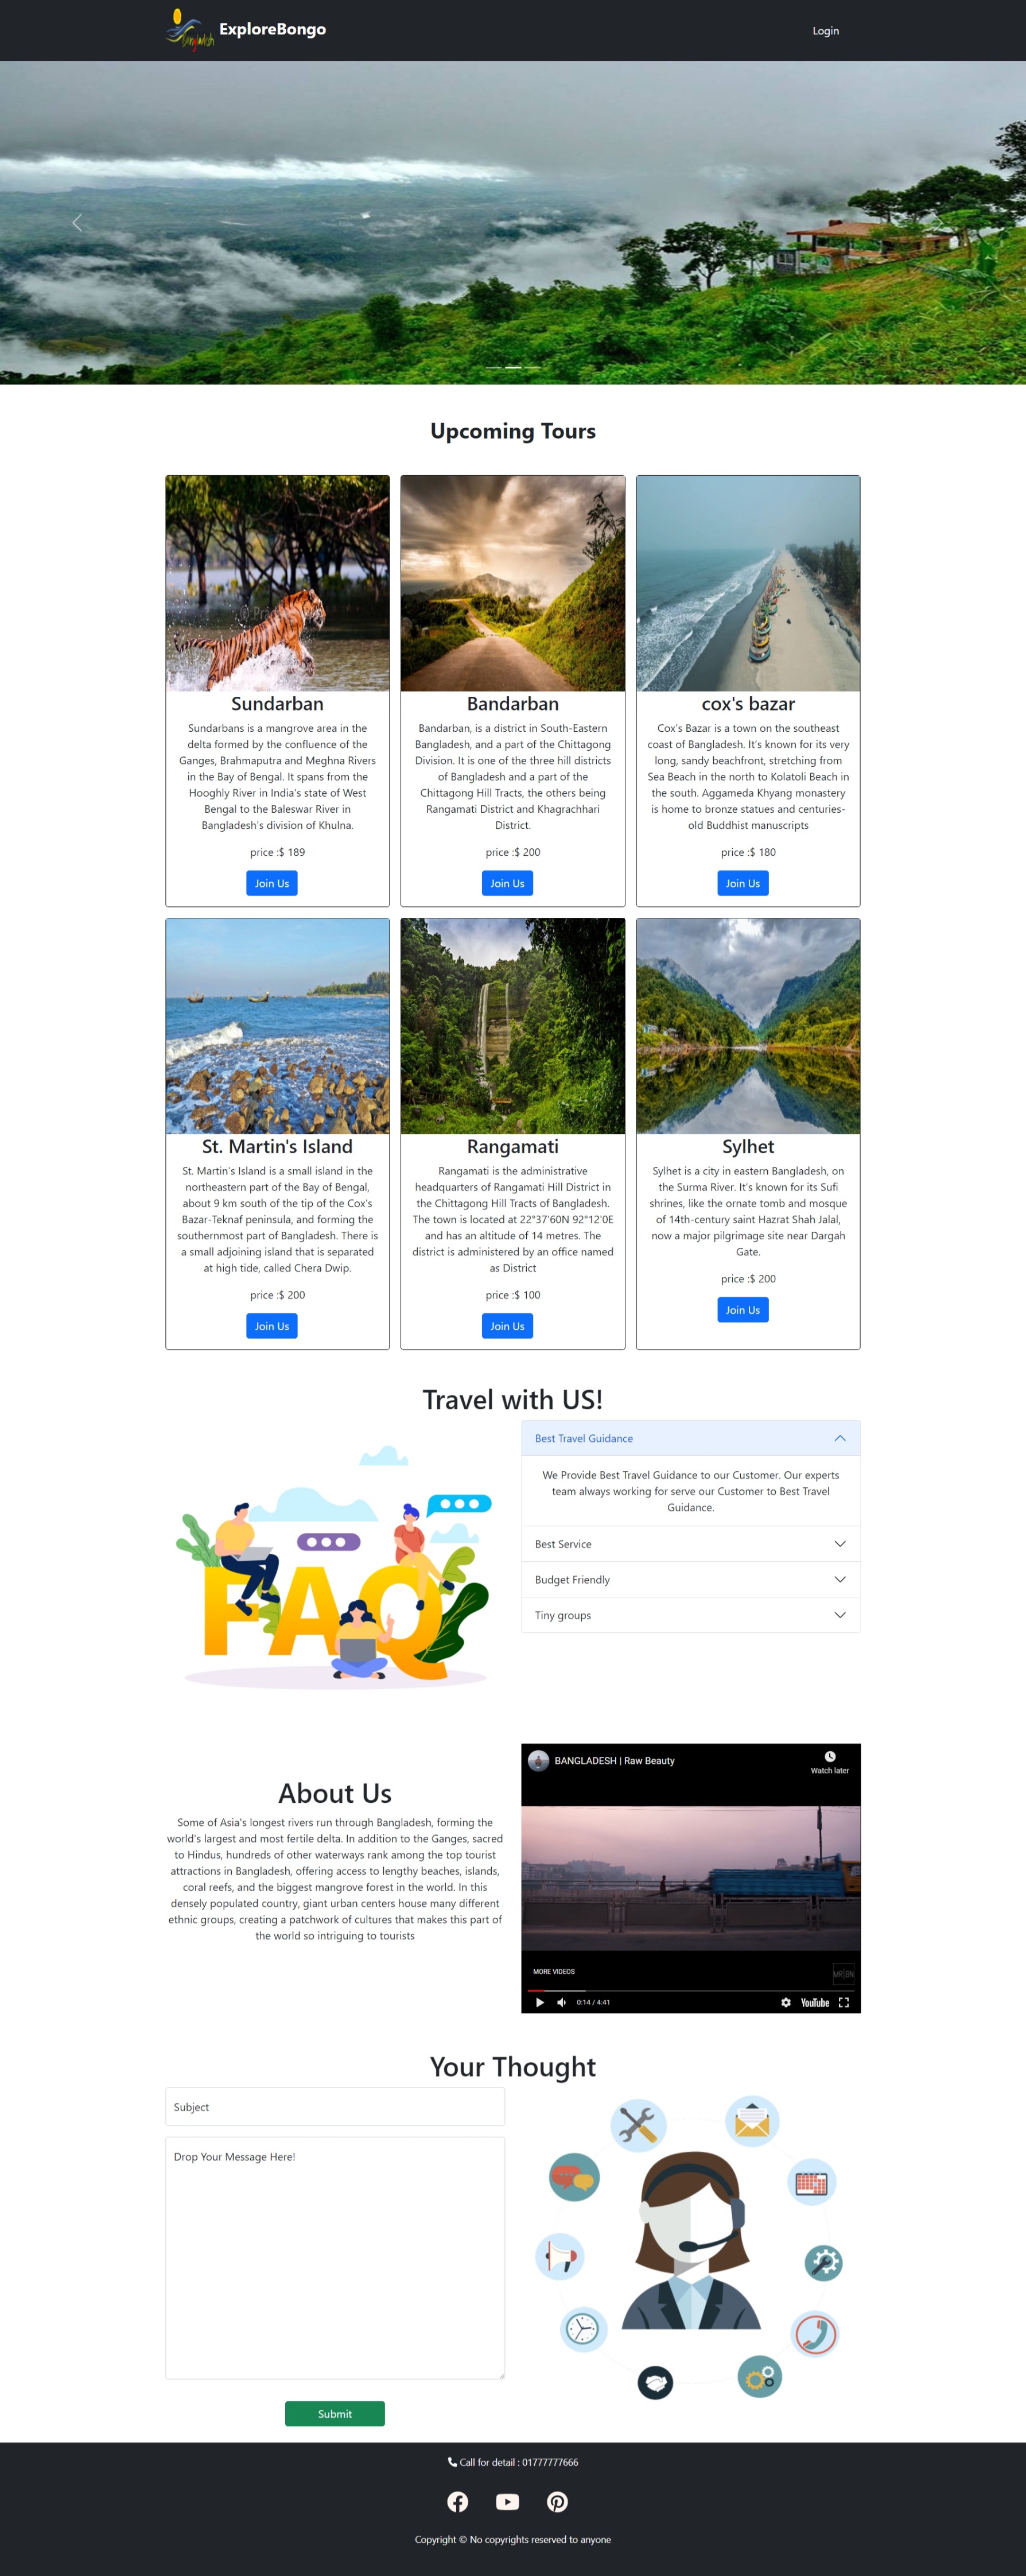 Bangladesh
ExploreBongo
Login
Upcoming Tours
Sundarban
Sundarbans is a mangrove area in the
delta formed by the confluence of the
Ganges, Brahmaputra and Meghna Rivers
in the Bay of Bengal. It spans from the
Hooghly River in India's state of West
Bengal to the Baleswar River in
Bangladesh's division of Khulna.
price :$ 189
Join Us
Bandarban
Bandarban, is a district in South-Eastern
Bangladesh, and a part of the Chittagong
Division. It is one of the three hill districts
of Bangladesh and a part of the
Chittagong Hill Tracts, the others being
Rangamati District and Khagrachhari
District.
price :$ 200
Join Us
cox's bazar
Cox's Bazar is a town on the southeast
coast of Bangladesh. It's known for its very
long, sandy beachfront, stretching from
Sea Beach in the north to Kolatoli Beach in
the south. Aggameda Khyang monastery
is home to bronze statues and centuries-
old Buddhist manuscripts
price :$ 180
Join Us
St. Martin's Island
St. Martin's Island is a small island in the
northeastern part of the Bay of Bengal,
about 9 km south of the tip of the Cox's
Bazar-Teknaf peninsula, and forming the
southernmost part of Bangladesh. There is
a small adjoining island that is separated
at high tide, called Chera Dwip.
price :$ 200
Join Us
Rangamati
Rangamati is the administrative
headquarters of Rangamati Hill District in
the Chittagong Hill Tracts of Bangladesh.
The town is located at 22°37'60N 92°12'0E
and has an altitude of 14 metres. The
district is administered by an office named
as District
price :$ 100
Join Us
Sylhet
Sylhet is a city in eastern Bangladesh, on
the Surma River. It's known for its Sufi
shrines, like the ornate tomb and mosque
of 14th-century saint Hazrat Shah Jalal,
now a major pilgrimage site near Dargah
Gate.
price :$ 200
Join Us
Travel with US!
FAQ
Best Travel Guidance
We Provide Best Travel Guidance to our Customer. Our experts
team always working for serve our Customer to Best Travel
Guidance.
Best Service
Budget Friendly
Tiny groups
About Us
Some of Asia's longest rivers run through Bangladesh, forming the
world's largest and most fertile delta. In addition to the Ganges, sacred
to Hindus, hundreds of other waterways rank among the top tourist
attractions in Bangladesh, offering access to lengthy beaches, islands,
coral reefs, and the biggest mangrove forest in the world. In this
densely populated country, giant urban centers house many different
ethnic groups, creating a patchwork of cultures that makes this part of
the world so intriguing to tourists
BANGLADESH | Raw Beauty
Watch later
MORE VIDEOS
0:14 / 4:41
YouTube
Your Thought
Subject
Drop Your Message Here!
Submit
Call for detail : 01777777666
Copyright © No copyrights reserved to anyone